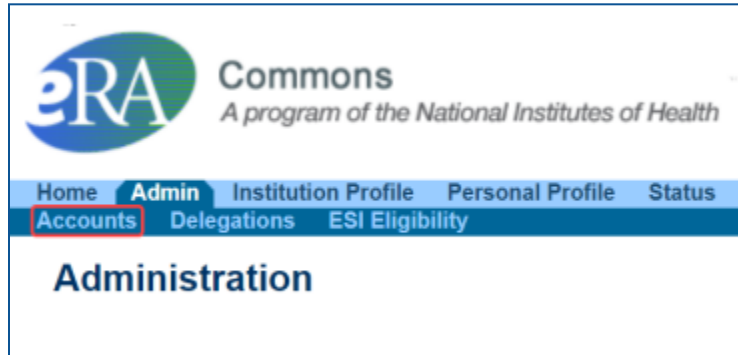 eRA
Commons
A program of the National Institutes of Health
Home Admin Institution Profile Personal Profile Status
Accounts Delegations ESI Eligibility
Administration